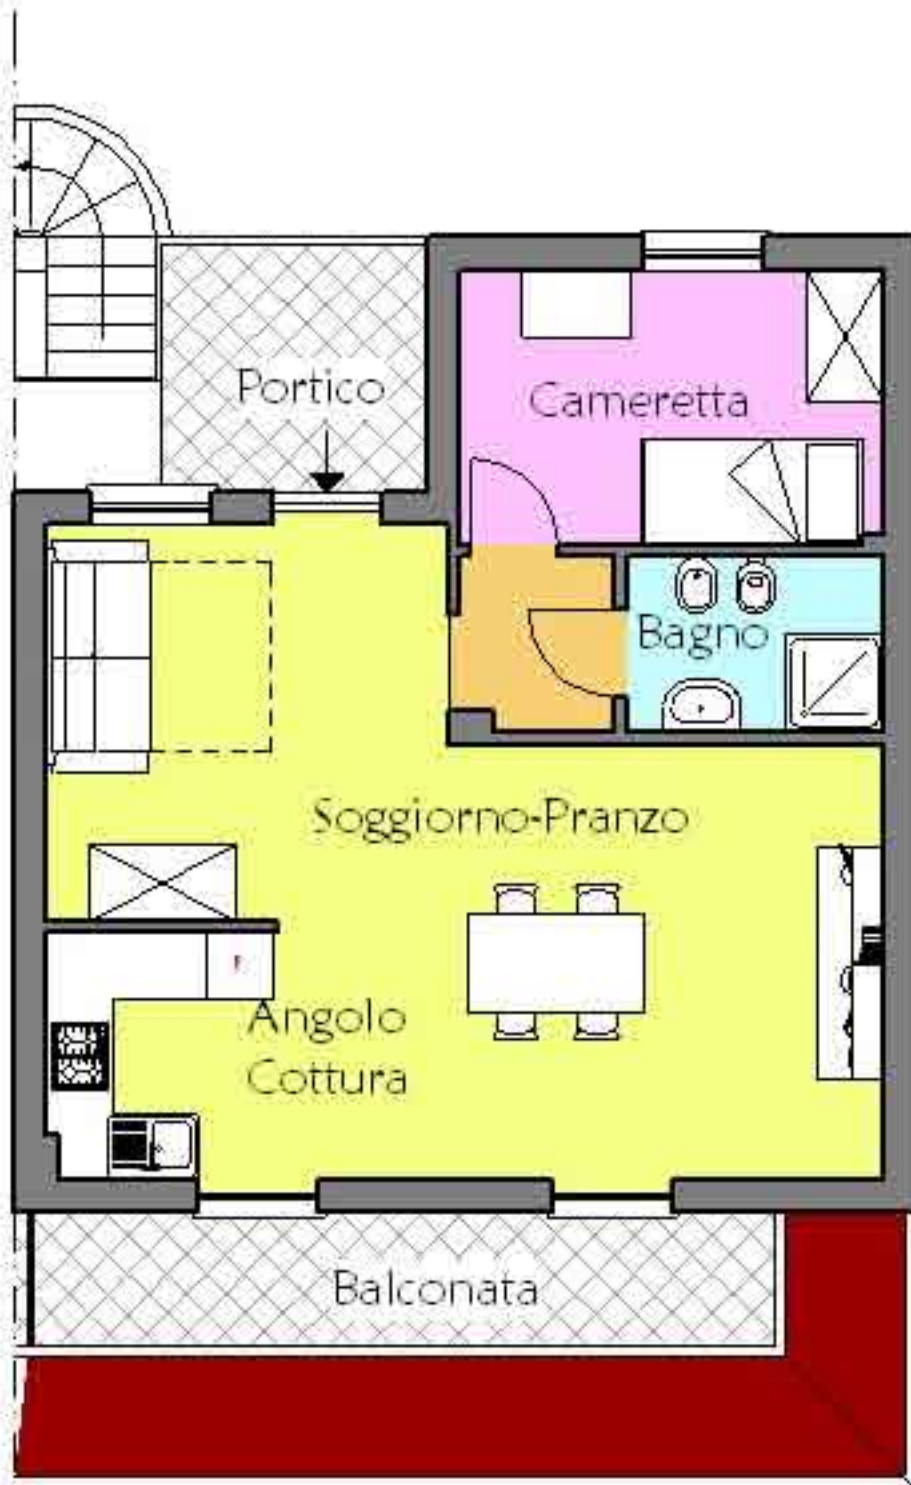 Portico
Cameretta
Bagno
Soggiorno-Pranzo
F
Angolo
Cottura
Balconata